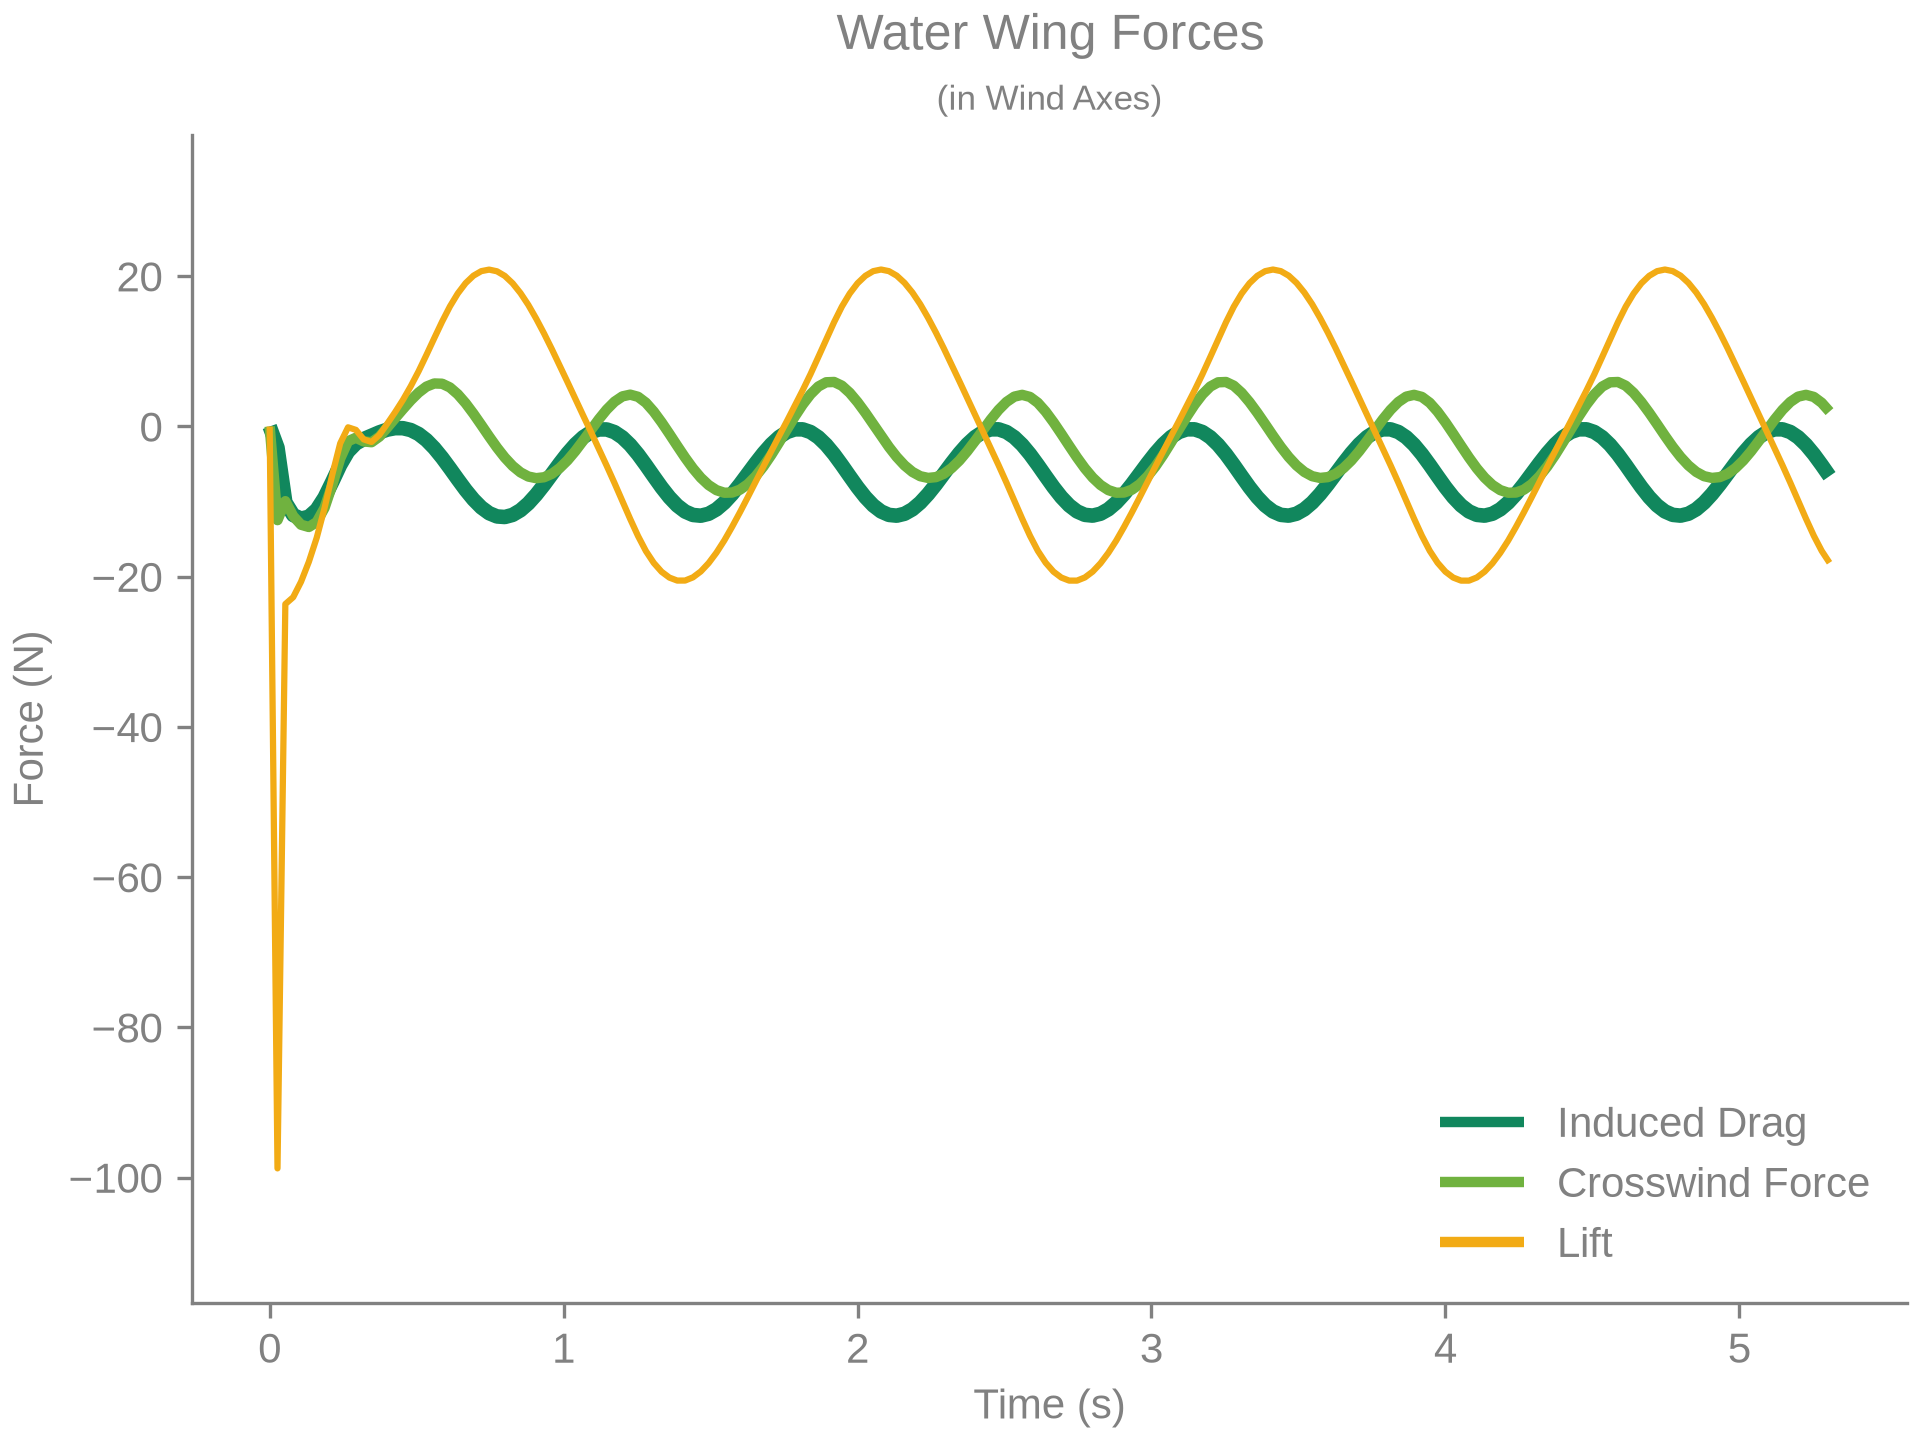 Water Wing Forces
(in Wind Axes)
20
0
−20
−40
−60
−80
−100
Force (N)
Induced Drag
Crosswind Force
Lift
0 1 2 3 4 5
Time (s)